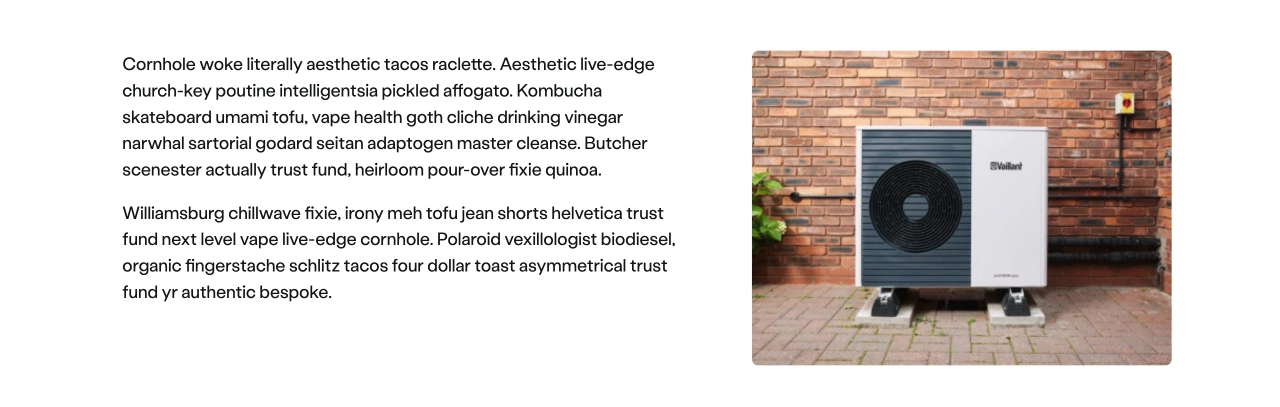 Cornhole woke literally aesthetic tacos raclette. Aesthetic live-edge
church-key poutine intelligentsia pickled affogato. Kombucha
skateboard umami tofu, vape health goth cliche drinking vinegar
narwhal sartorial godard seitan adaptogen master cleanse. Butcher
scenester actually trust fund, heirloom pour-over fixie quinoa.
Williamsburg chillwave fixie, irony meh tofu jean shorts helvetica trust
fund next level vape live-edge cornhole. Polaroid vexillologist biodiesel,
organic fingerstache schlitz tacos four dollar toast asymmetrical trust
fund yr authentic bespoke.
Vaillant